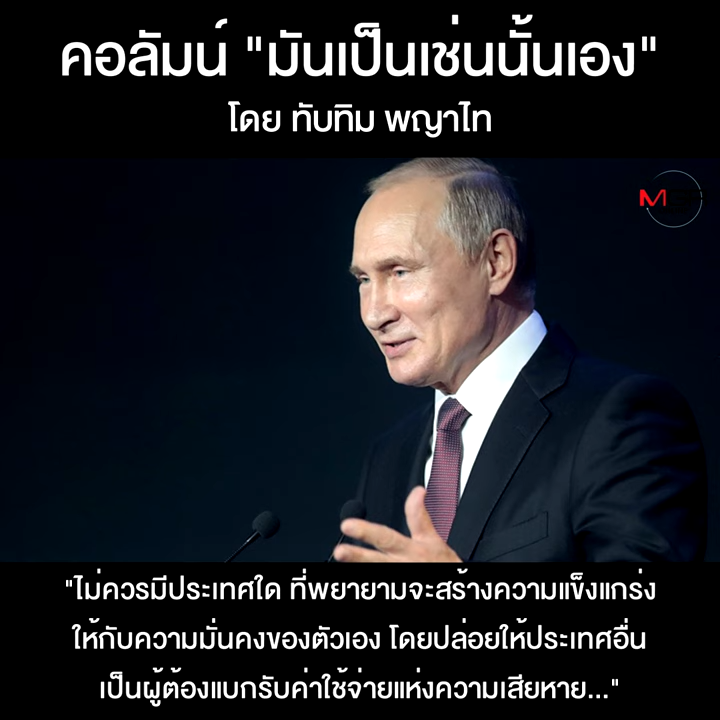 คอลัมน์ "มันเป็นเช่นนั้นเอง"
โดย ทับทิม พญาไท
"ไม่ควรมีประเทศใด ที่พยายามจะสร้างความแข็งแกร่ง
ให้กับความมั่นคงของตัวเอง โดยปล่อยให้ประเทศอื่น
เป็นผู้ต้องแบกรับค่าใช้จ่ายแห่งความเสียหาย..."